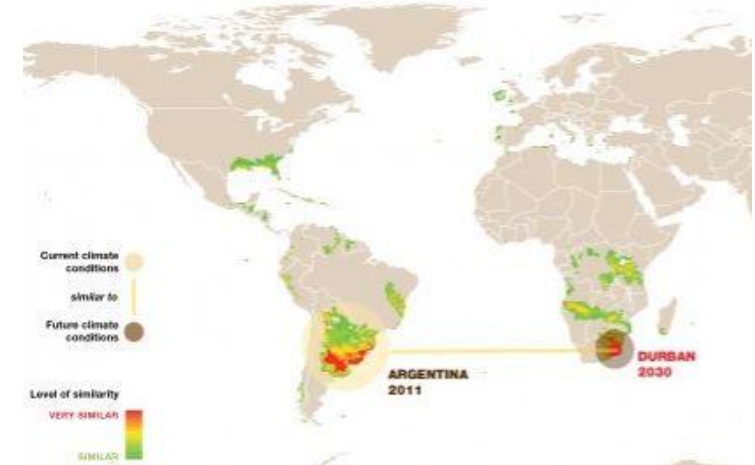 Current climate
conditions
similar to
Future climate
conditions
Level of similarity
VERY SIMILAR
SIMILAR
ARGENTINA
2011
DURBAN
2030